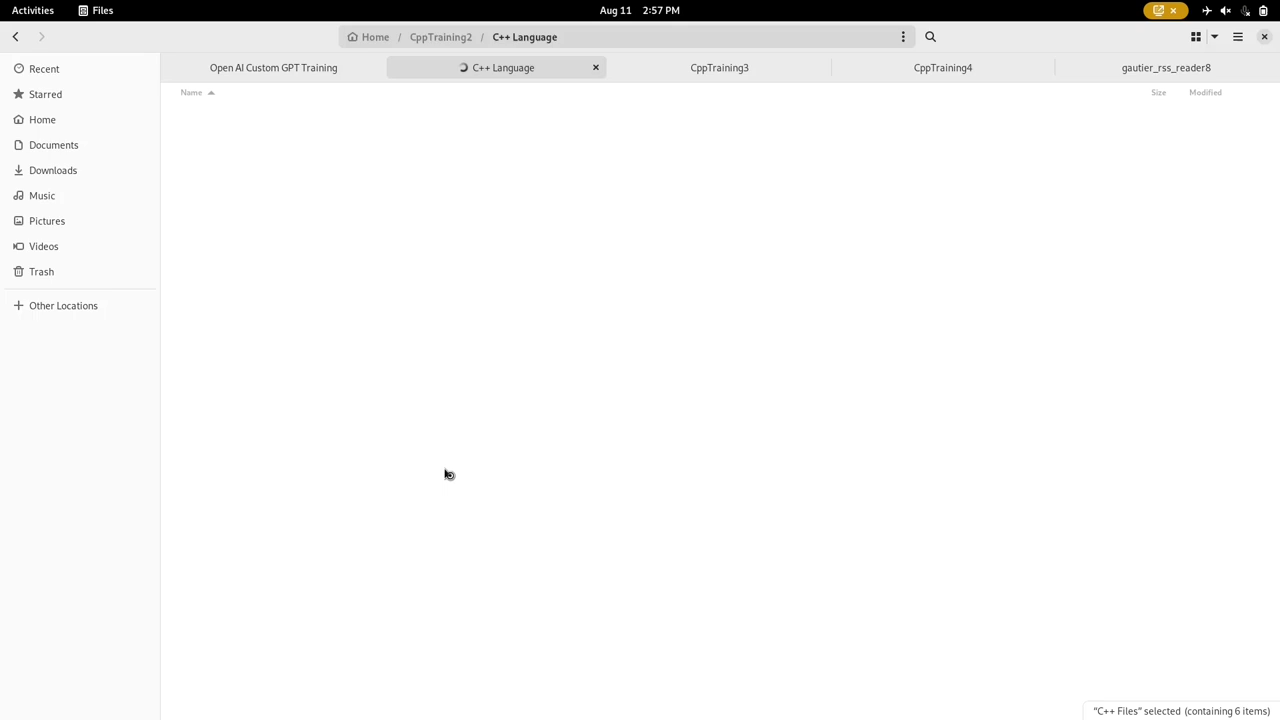 Activities Files Aug 11 2:57 PM
Home / CppTraining2 / C++ Language
Open AI Custom GPT Training C++ Language CppTraining3 CppTraining4 gautier_rss_reader8
Name Size Modified
Recent
Starred
Home
Documents
Downloads
Music
Pictures
Videos
Trash
Other Locations
"C++ Files" selected (containing 6 items)